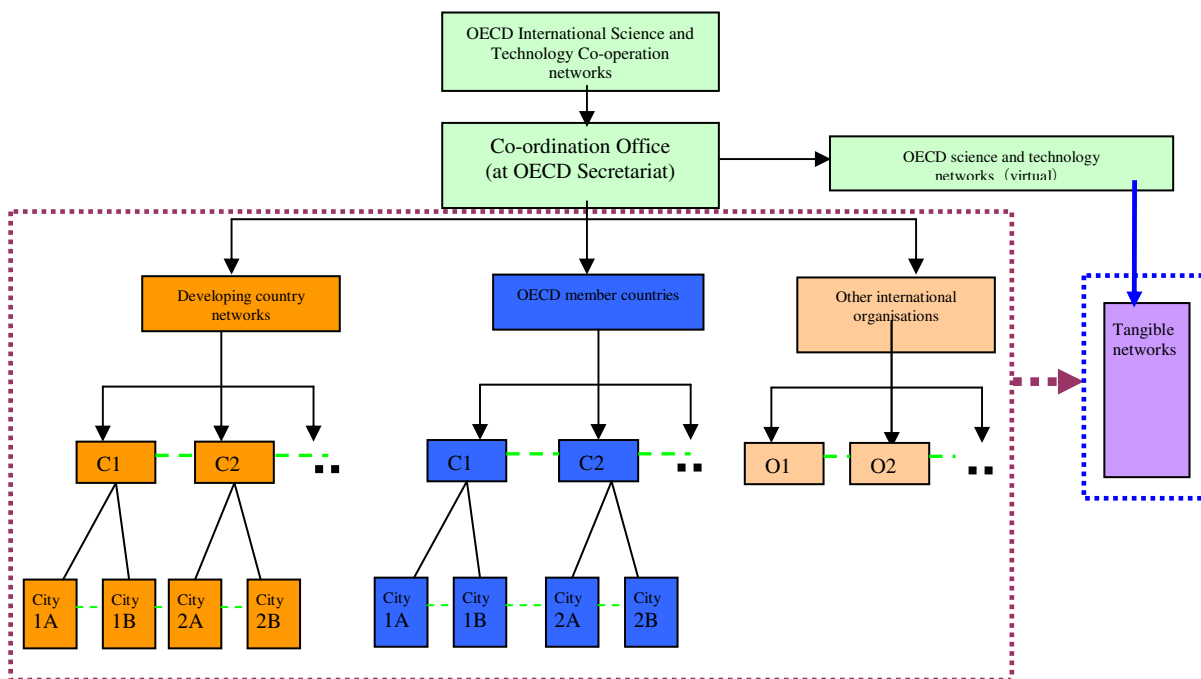 OECD International Science and
Technology Co-operation
networks
Co-ordination Office
(at OECD Secretariat)
OECD science and technology
networks（virtual）
Developing country
networks
OECD member countries
Other international
organisations
Tangible
networks
C1
C2
C1
C2
O1
O2
City
1A
City
1B
City
2A
City
2B
City
1A
City
1B
City
2A
City
2B